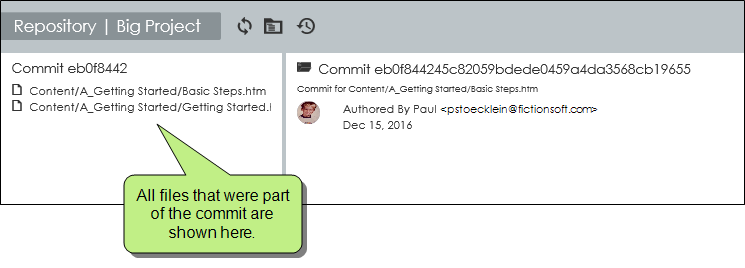 Repository | Big Project
Commit eb0f8442
Content/A_Getting Started/Basic Steps.htm
Content/A_Getting Started/Getting Started.l
Commit eb0f844245c82059bdede0459a4da3568cb19655
Commit for Content/A_Getting Started/Basic Steps.htm
Authored By Paul <pstoecklein@fictionsoft.com>
Dec 15, 2016
All files that were part
of the commit are
shown here.